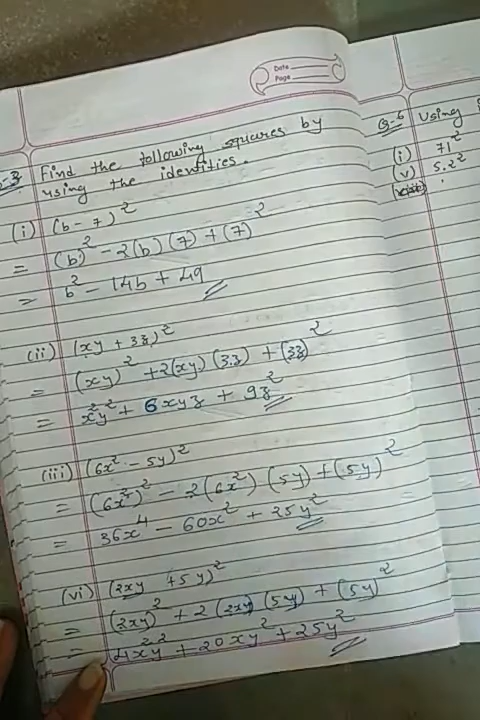 Date
Page
Q-3 Find the following squares by
using the identities.
(i) (b - 7)²
= (b)² - 2(b)(7) + (7)²
= b² - 14b + 49
(ii) (xy + 3z)²
= (xy)² + 2(xy)(3z) + (3z)²
= x²y² + 6xyz + 9z²
(iii) (6x² - 5y)²
= (6x²)² - 2(6x²)(5y) + (5y)²
= 36x⁴ - 60x² + 25y²
(vi) (2xy + 5y)²
= (2xy)² + 2(2xy)(5y) + (5y)²
= 4x²y² + 20xy² + 25y²
Q-6 Using
(i) 71²
(v) 5.2²